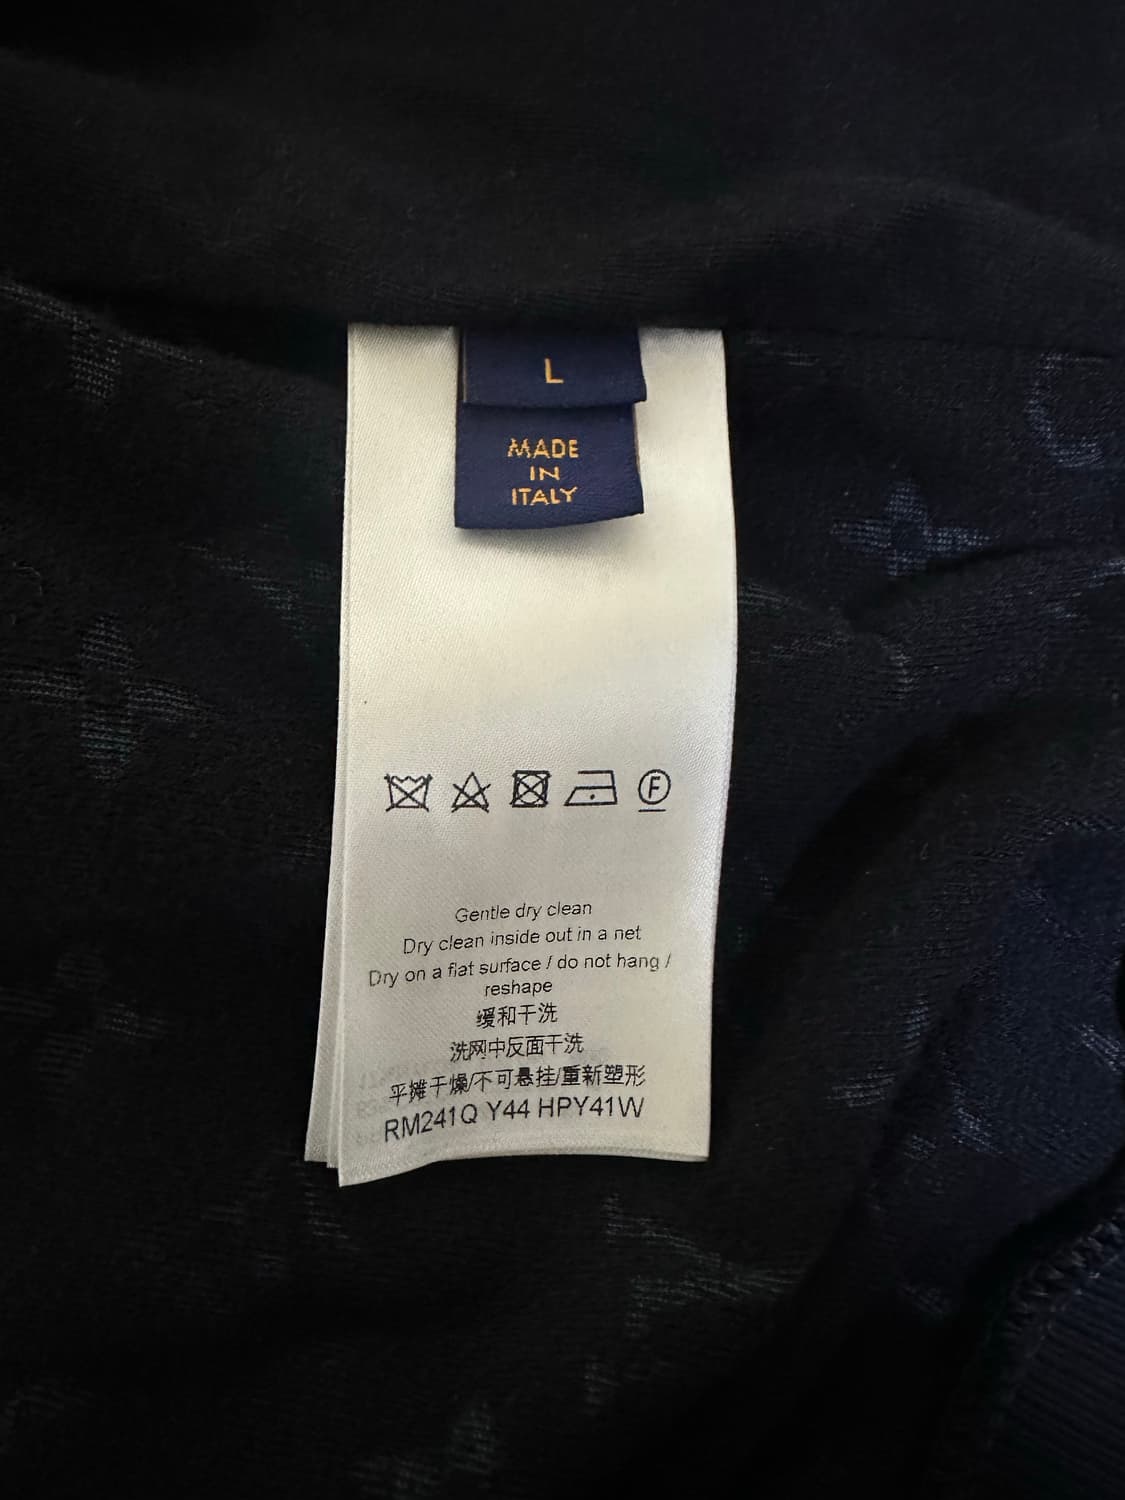 L
MADE
IN
ITALY
F
Gentle dry clean
Dry clean inside out in a net
Dry on a flat surface / do not hang /
reshape
缓和干洗
洗网中反面干洗
平摊干燥/不可悬挂/重新塑形
RM241Q Y44 HPY41W